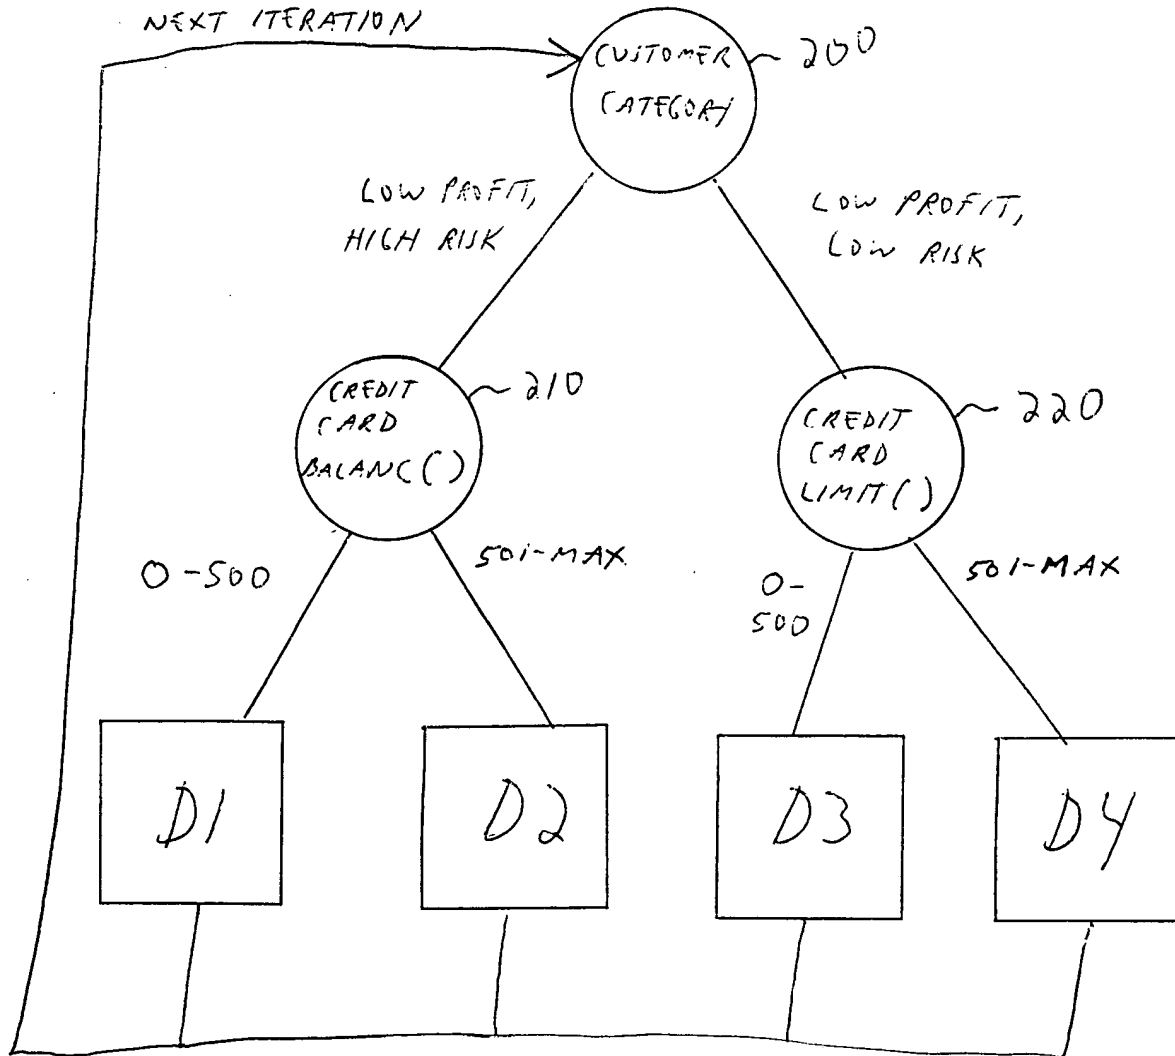 NEXT ITERATION
CUSTOMER
CATEGORY
200
LOW PROFIT,
HIGH RISK
LOW PROFIT,
LOW RISK
CREDIT
CARD
BALANC()
210
CREDIT
CARD
LIMIT()
220
0-500
501-MAX
0-
500
501-MAX
D1
D2
D3
D4